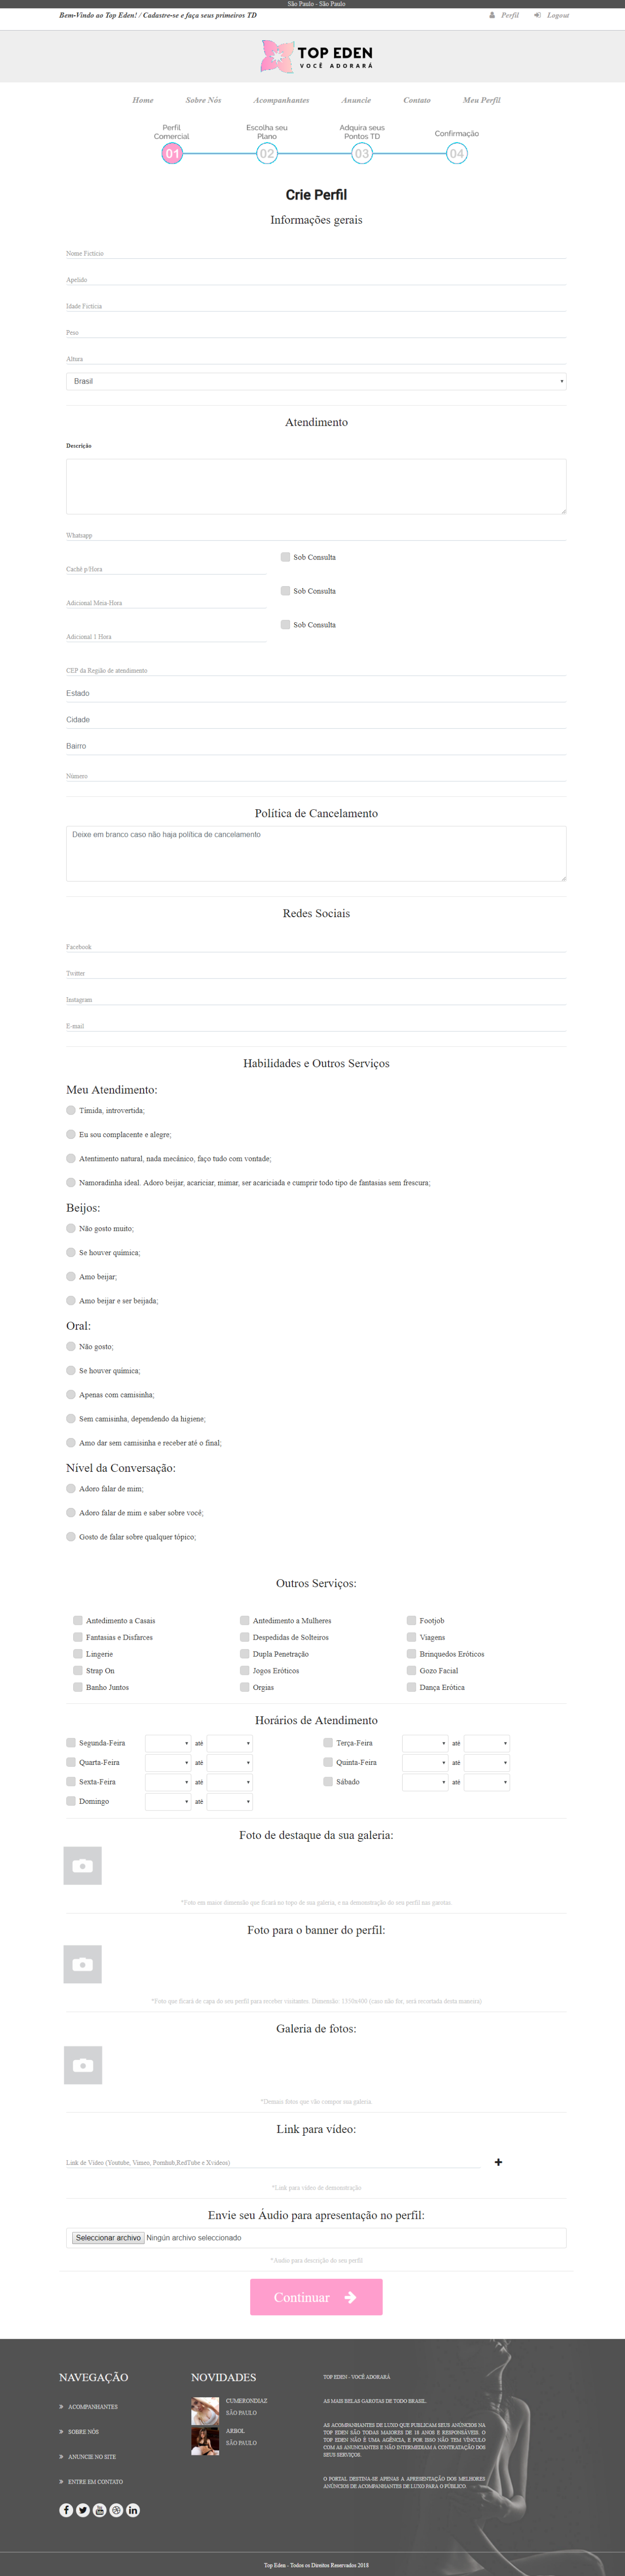 São Paulo - São Paulo
Bem-Vindo ao Top Eden! / Cadastre-se e faça seus primeiros TD
Perfil
Logout
TOP EDEN
VOCÊ ADORARÁ
Home Sobre Nós Acompanhantes Anuncie Contato Meu Perfil
Perfil Comercial
Escolha seu Plano
Adquira seus Pontos TD
Confirmação
01 02 03 04
Crie Perfil
Informações gerais
Nome Fictício
Apelido
Idade Fictícia
Peso
Altura
Brasil
Atendimento
Descrição
Whatsapp
Sob Consulta
Cachê p/Hora
Sob Consulta
Adicional Meia-Hora
Sob Consulta
Adicional 1 Hora
CEP da Região de atendimento
Estado
Cidade
Bairro
Número
Política de Cancelamento
Deixe em branco caso não haja política de cancelamento
Redes Sociais
Facebook
Twitter
Instagram
E-mail
Habilidades e Outros Serviços
Meu Atendimento:
Tímida, introvertida;
Eu sou complacente e alegre;
Atentimento natural, nada mecânico, faço tudo com vontade;
Namoradinha ideal. Adoro beijar, acariciar, mimar, ser acariciada e cumprir todo tipo de fantasias sem frescura;
Beijos:
Não gosto muito;
Se houver química;
Amo beijar;
Amo beijar e ser beijada;
Oral:
Não gosto;
Se houver química;
Apenas com camisinha;
Sem camisinha, dependendo da higiene;
Amo dar sem camisinha e receber até o final;
Nível da Conversação:
Adoro falar de mim;
Adoro falar de mim e saber sobre você;
Gosto de falar sobre qualquer tópico;
Outros Serviços:
Antedimento a Casais Antedimento a Mulheres Footjob
Fantasias e Disfarces Despedidas de Solteiros Viagens
Lingerie Dupla Penetração Brinquedos Eróticos
Strap On Jogos Eróticos Gozo Facial
Banho Juntos Orgias Dança Erótica
Horários de Atendimento
Segunda-Feira até Terça-Feira até
Quarta-Feira até Quinta-Feira até
Sexta-Feira até Sábado até
Domingo até
Foto de destaque da sua galeria:
*Foto em maior dimensão que ficará no topo de sua galeria, e na demonstração do seu perfil nas garotas.
Foto para o banner do perfil:
*Foto que ficará de capa do seu perfil para receber visitantes. Dimensão: 1350x600 (caso não for, será recortada desta maneira)
Galeria de fotos:
*Demais fotos que vão compor sua galeria.
Link para vídeo:
Link de Vídeo (Youtube, Vimeo, Pornhub,RedTube e Xvideos)
*Link para vídeo de demonstração
Envie seu Áudio para apresentação no perfil:
Seleccionar archivo Ningún archivo seleccionado
*Audio para descrição do seu perfil
Continuar
NAVEGAÇÃO
ACOMPANHANTES
SOBRE NÓS
ANUNCIE NO SITE
ENTRE EM CONTATO
NOVIDADES
CUMERONDIAZ
SÃO PAULO
ARBOL
SÃO PAULO
TOP EDEN - VOCÊ ADORARÁ
AS MAIS BELAS GAROTAS DE TODO BRASIL.
AS ACOMPANHANTES DE LUXO QUE PUBLICAM SEUS ANÚNCIOS NA
TOP EDEN SÃO TODAS MAIORES DE 18 ANOS E RESPONSÁVEIS. O
TOP EDEN NÃO É UMA AGÊNCIA, E POR ISSO NÃO TEM VÍNCULO
COM AS ANUNCIANTES E NÃO INTERMEDIAM A CONTRATAÇÃO DOS
SEUS SERVIÇOS.
O PORTAL DESTINA-SE APENAS A APRESENTAÇÃO DOS MELHORES
ANÚNCIOS DE ACOMPANHANTES DE LUXO PARA O PÚBLICO.
Top Eden - Todos os Direitos Reservados 2018